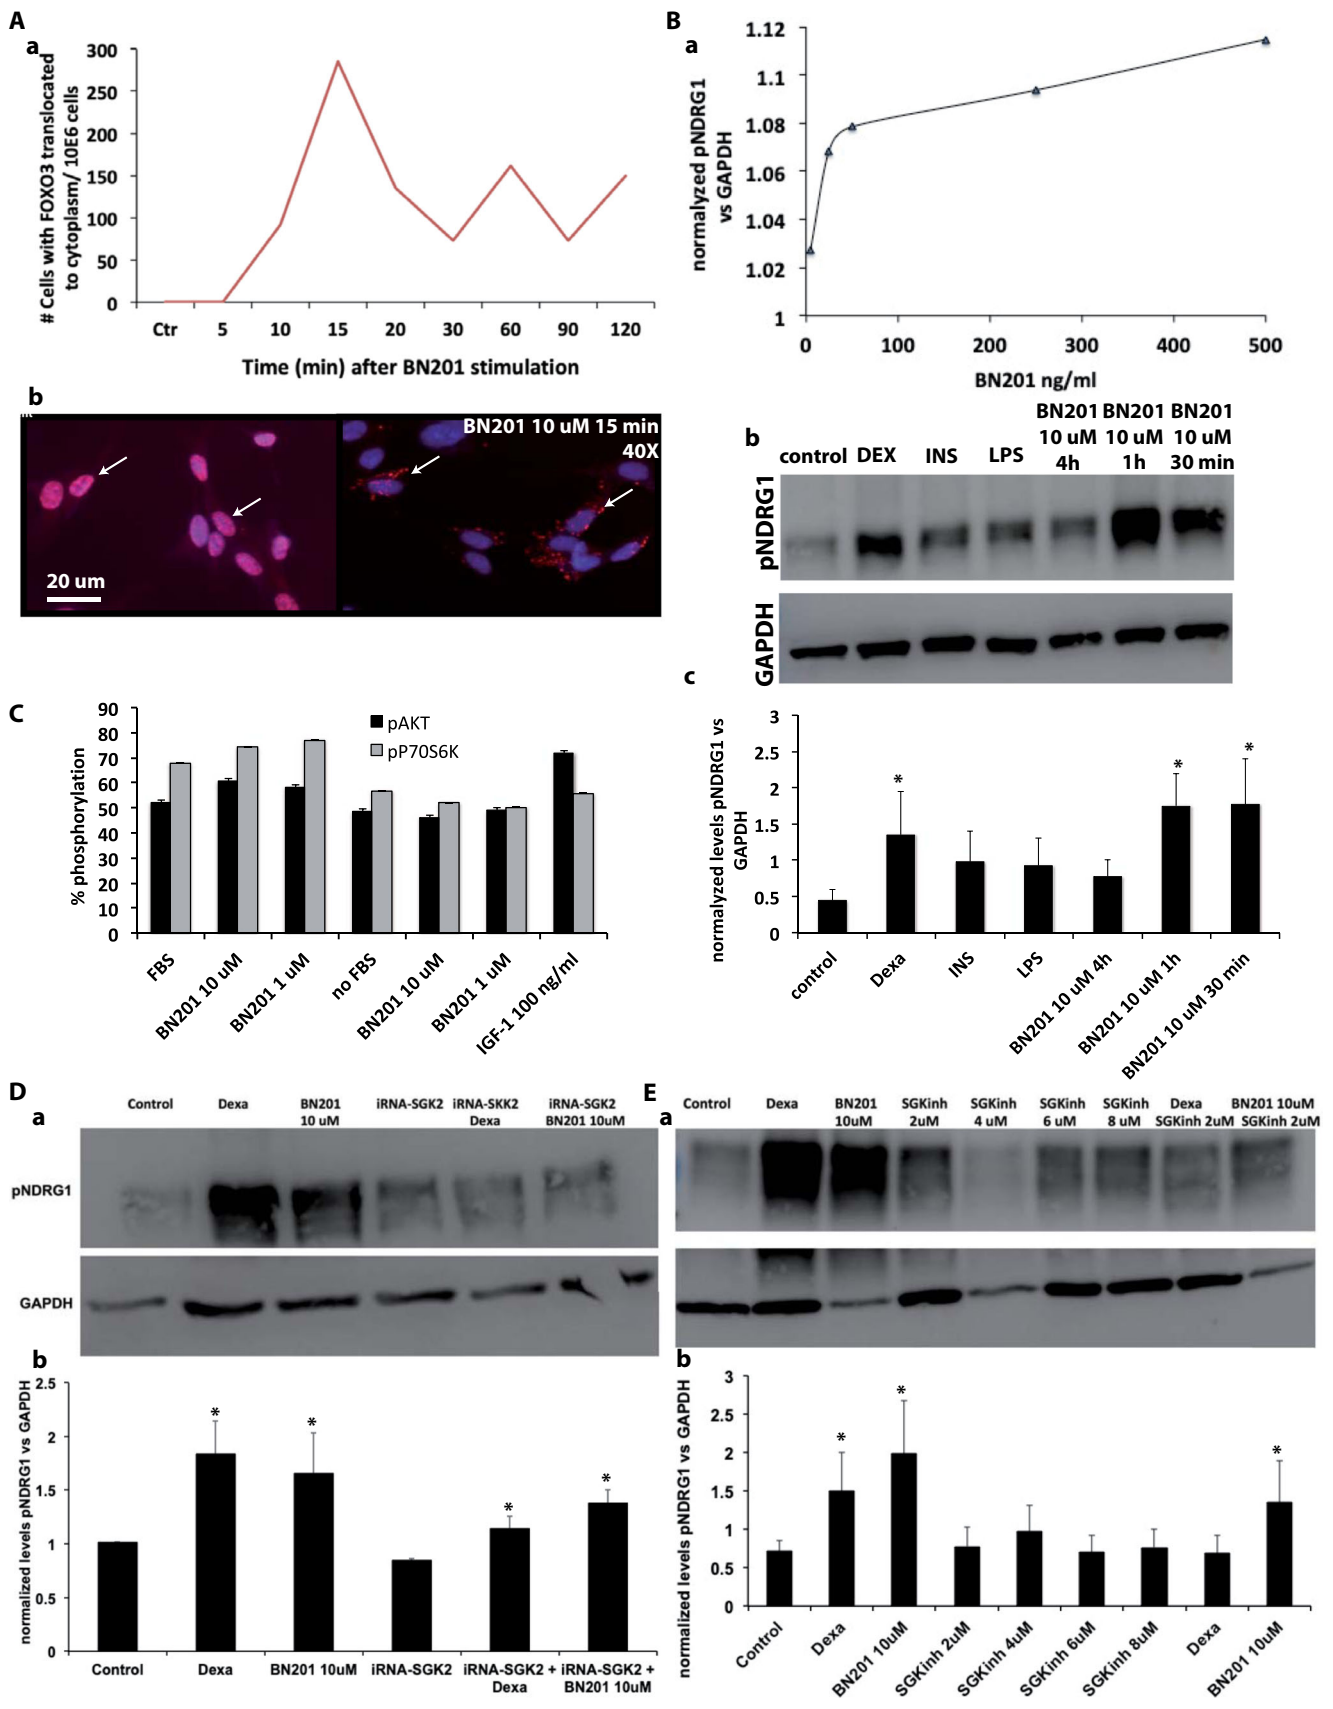 A
a
# Cells with FOXO3 translocated
to cytoplasm/ 10E6 cells
300
250
200
150
100
50
0
Ctr 5 10 15 20 30 60 90 120
Time (min) after BN201 stimulation
b
BN201 10 uM 15 min
40X
20 um
B
a
normalyzed pNDRG1
vs GAPDH
1.12
1.1
1.08
1.06
1.04
1.02
1
0 100 200 300 400 500
BN201 ng/ml
b
control DEX INS LPS BN201 10 uM 4h BN201 10 uM 1h BN201 10 uM 30 min
pNDRG1
GAPDH
c
normalyzed levels pNDRG1 vs
GAPDH
3
2.5
2
1.5
1
0.5
0
* * *
control Dexa INS LPS BN201 10 uM 4h BN201 10 uM 1h BN201 10 uM 30 min
C
% phosphorylation
90
80
70
60
50
40
30
20
10
0
pAKT
pP70S6K
FBS BN201 10 uM BN201 1 uM no FBS BN201 10 uM BN201 1 uM IGF-1 100 ng/ml
D
a
Control Dexa BN201 10 uM iRNA-SGK2 iRNA-SKK2 Dexa iRNA-SGK2 BN201 10uM
pNDRG1
GAPDH
b
normalized levels pNDRG1 vs GAPDH
2.5
2
1.5
1
0.5
0
* * * *
Control Dexa BN201 10uM iRNA-SGK2 iRNA-SGK2 + Dexa iRNA-SGK2 + BN201 10uM
E
a
Control Dexa BN201 10uM SGKinh 2uM SGKinh 4 uM SGKinh 6 uM SGKinh 8 uM Dexa SGKinh 2uM BN201 10uM SGKinh 2uM
b
normalized levels pNDRG1 vs GAPDH
3
2.5
2
1.5
1
0.5
0
* * *
Control Dexa BN201 10uM SGKinh 2uM SGKinh 4uM SGKinh 6uM SGKinh 8uM Dexa BN201 10uM